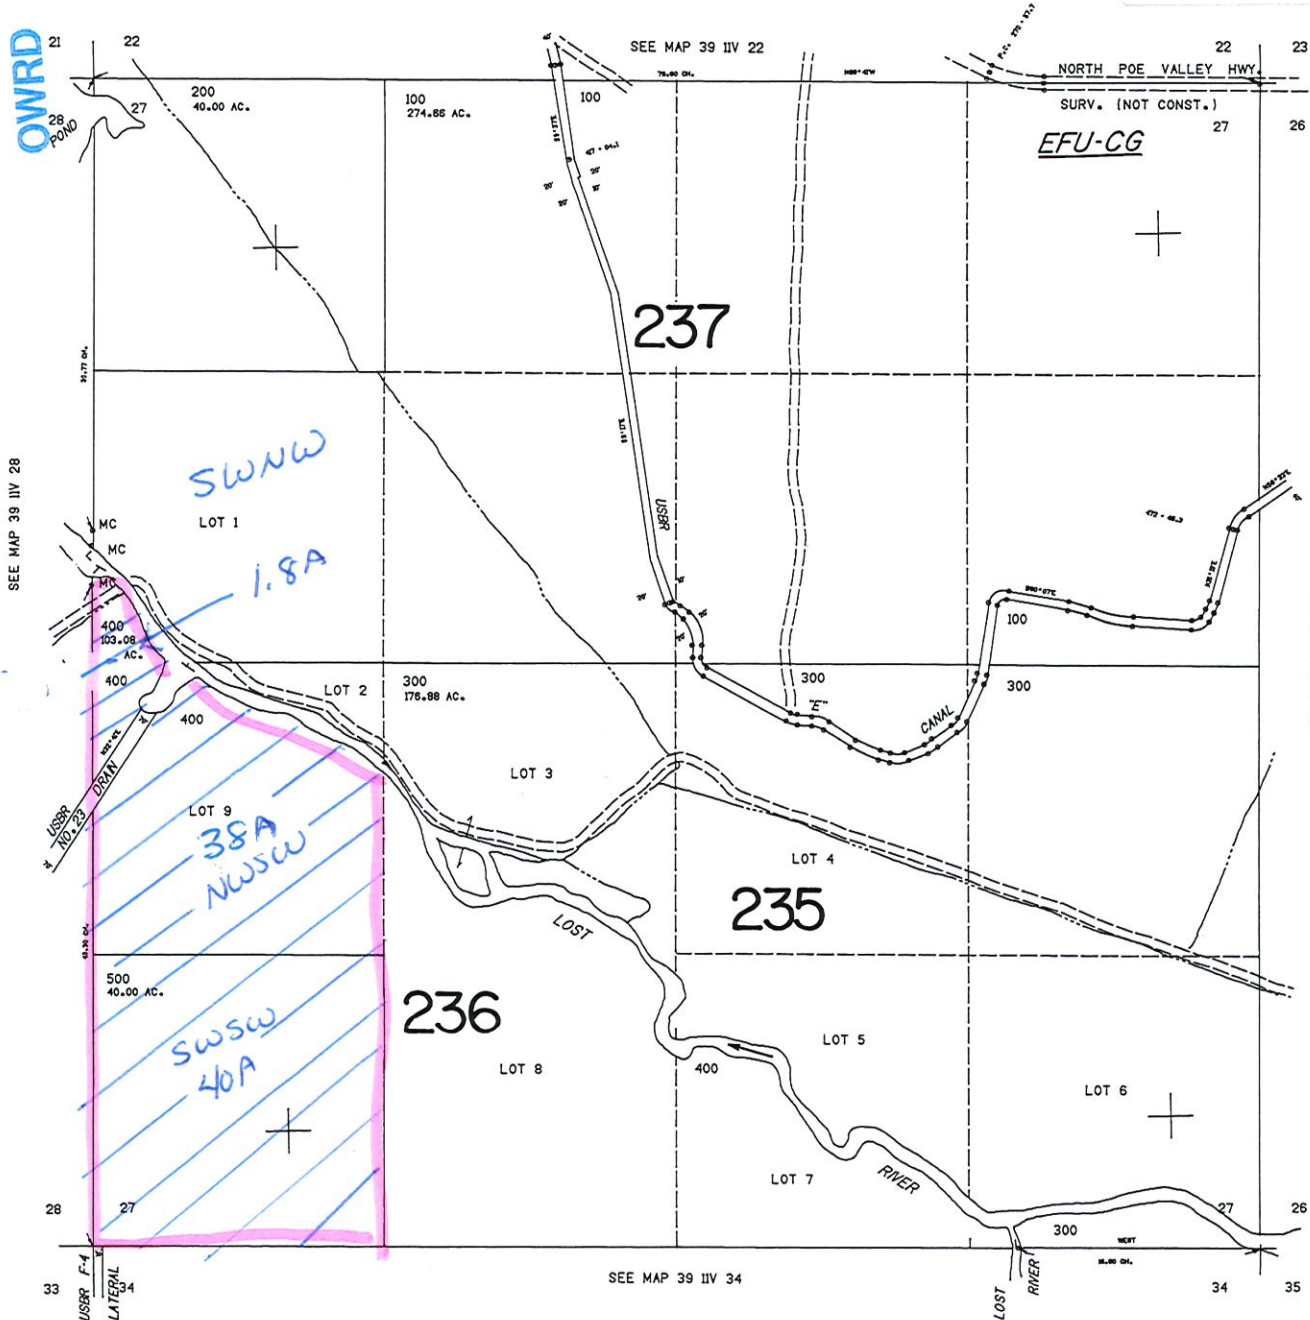 OWRD
21
22
SEE MAP 39 11V 22
22
23
NORTH POE VALLEY HWY.
SURV. (NOT CONST.)
28
27
POND
27
26
EFU-CG
200
40.00 AC.
100
274.86 AC.
100
237
SEE MAP 39 11V 28
SWNW
LOT 1
MC
MC
MC
1.8A
USBR
400
103.08
AC.
400
400
LOT 2
300
176.88 AC.
300
300
100
"E"
CANAL
USBR
NO. 23
DRAIN
LOT 9
38A
NWSW
LOT 3
LOT 4
235
LOST
500
40.00 AC.
236
SWSW
40A
LOT 8
400
LOT 5
LOT 6
LOT 7
RIVER
28
27
27
26
300
WEST
33
34
USBR F-4
LATERAL
SEE MAP 39 11V 34
LOST
RIVER
34
35